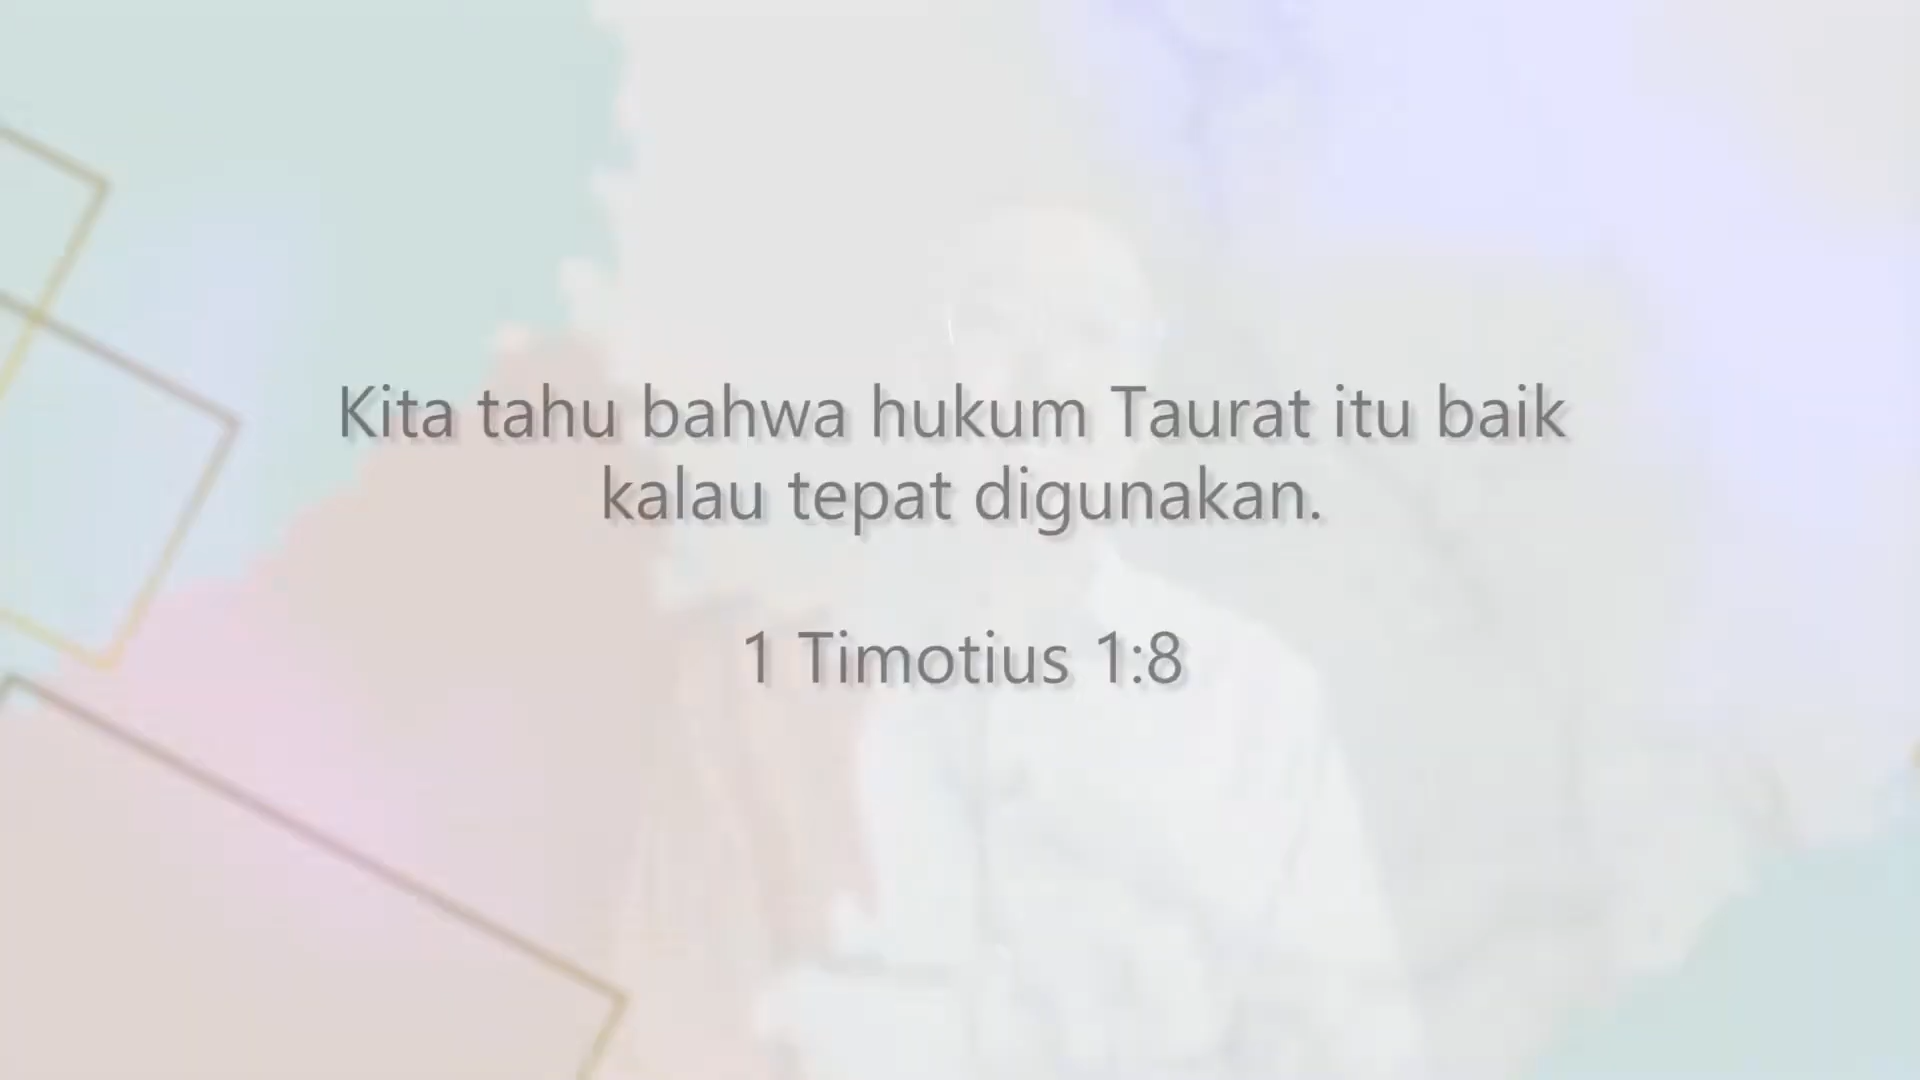 Kita tahu bahwa hukum Taurat itu baik
kalau tepat digunakan.
1 Timotius 1:8